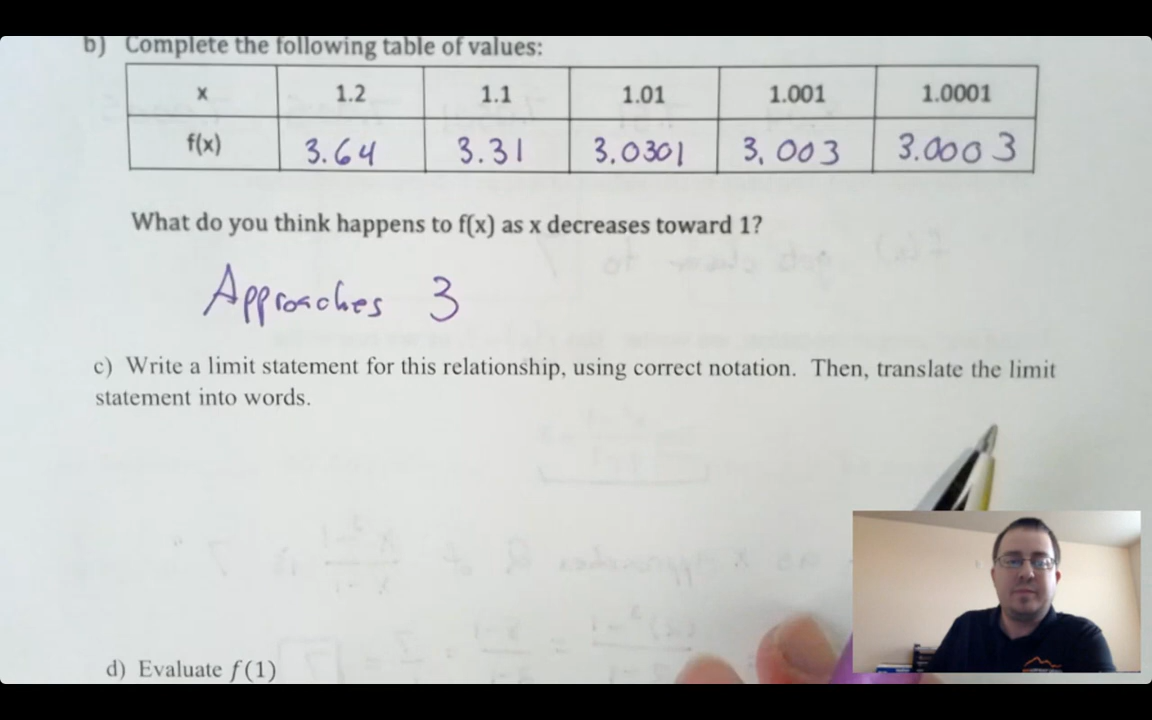 b) Complete the following table of values:
x 1.2 1.1 1.01 1.001 1.0001
f(x) 3.64 3.31 3.0301 3.003 3.0003
What do you think happens to f(x) as x decreases toward 1?
Approaches 3
c) Write a limit statement for this relationship, using correct notation. Then, translate the limit
statement into words.
d) Evaluate f(1)